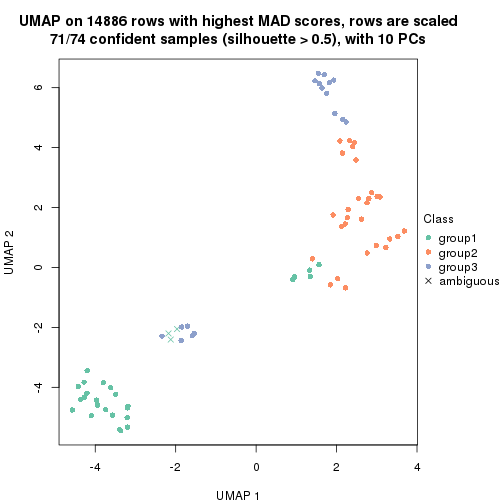 UMAP on 14886 rows with highest MAD scores, rows are scaled
71/74 confident samples (silhouette > 0.5), with 10 PCs
6
4
2
0
-2
-4
UMAP 2
-4
-2
0
2
4
UMAP 1
Class
group1
group2
group3
ambiguous